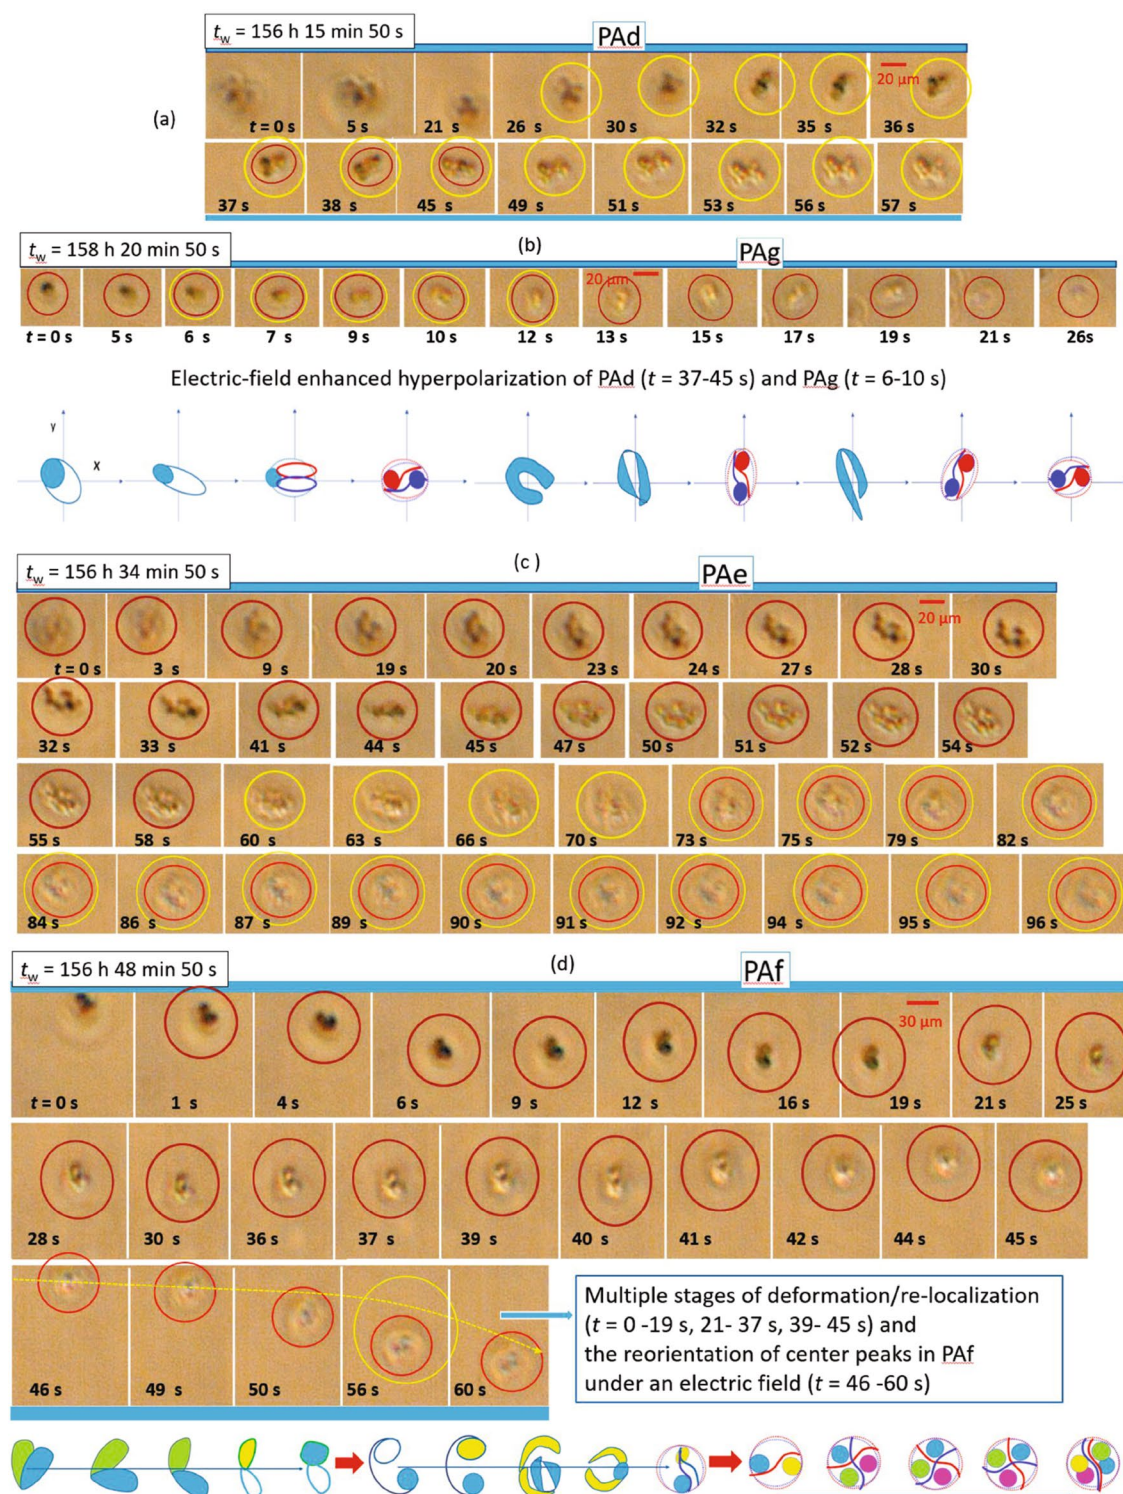 t_w = 156 h 15 min 50 s
PAd
(a)
20 µm
t = 0 s 5 s 21 s 26 s 30 s 32 s 35 s 36 s
37 s 38 s 45 s 49 s 51 s 53 s 56 s 57 s
t_w = 158 h 20 min 50 s
(b)
PAg
20 µm
t = 0 s 5 s 6 s 7 s 9 s 10 s 12 s 13 s 15 s 17 s 19 s 21 s 26s
Electric-field enhanced hyperpolarization of PAd (t = 37-45 s) and PAg (t = 6-10 s)
y
X
t_w = 156 h 34 min 50 s
(c )
PAe
20 µm
t = 0 s 3 s 9 s 19 s 20 s 23 s 24 s 27 s 28 s 30 s
32 s 33 s 41 s 44 s 45 s 47 s 50 s 51 s 52 s 54 s
55 s 58 s 60 s 63 s 66 s 70 s 73 s 75 s 79 s 82 s
84 s 86 s 87 s 89 s 90 s 91 s 92 s 94 s 95 s 96 s
t_w = 156 h 48 min 50 s
(d)
PAf
30 µm
t = 0 s 1 s 4 s 6 s 9 s 12 s 16 s 19 s 21 s 25 s
28 s 30 s 36 s 37 s 39 s 40 s 41 s 42 s 44 s 45 s
46 s 49 s 50 s 56 s 60 s
Multiple stages of deformation/re-localization
(t = 0 -19 s, 21- 37 s, 39- 45 s) and
the reorientation of center peaks in PAf
under an electric field (t = 46 -60 s)